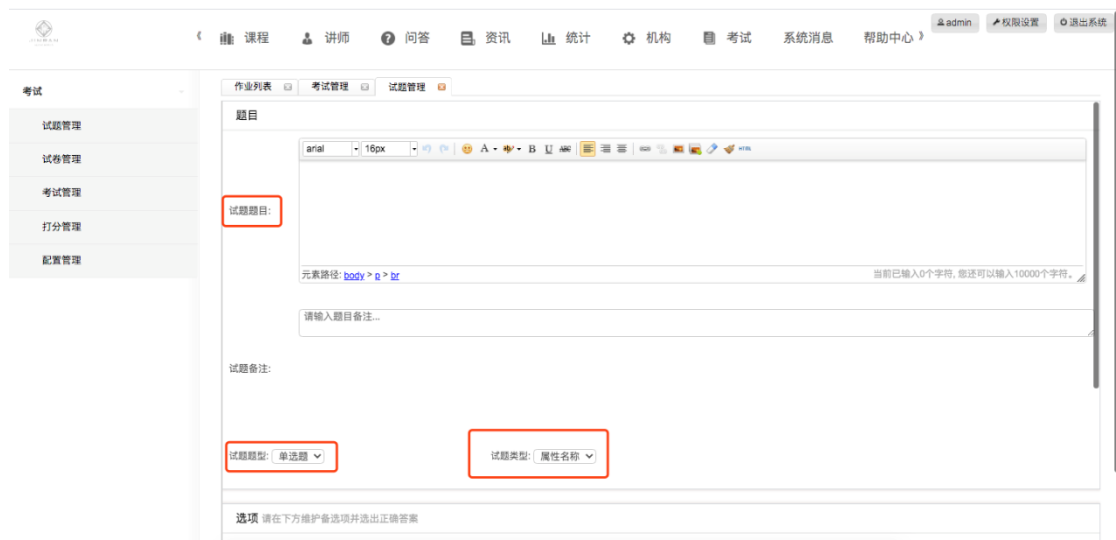 admin 权限设置 退出系统
《 课程 讲师 问答 资讯 统计 机构 考试 系统消息 帮助中心 》
考试
作业列表 考试管理 试题管理
题目
试题管理
试卷管理
考试管理
打分管理
配置管理
arial 16px A B U ABC HTML
试题题目:
元素路径: body > p > br
当前已输入0个字符, 您还可以输入10000个字符。
请输入题目备注...
试题备注:
试题题型: 单选题 试题类型: 属性名称
选项 请在下方维护备选项并选出正确答案